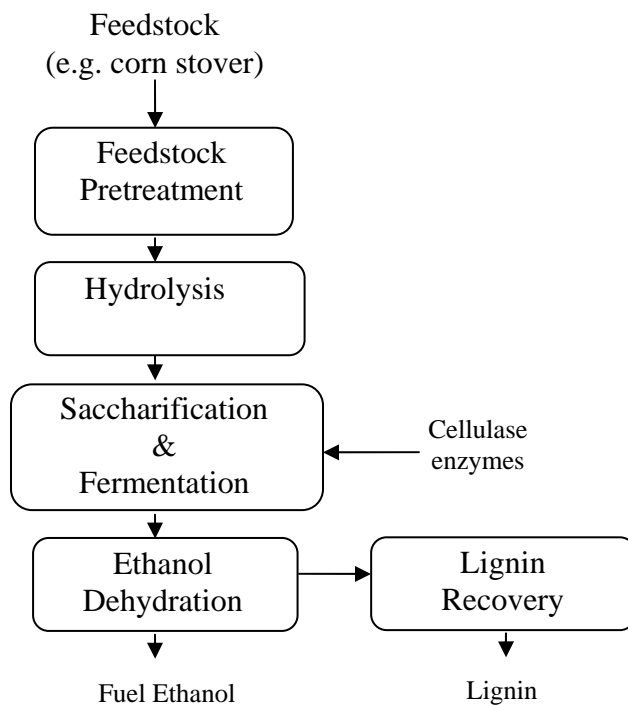 Feedstock
(e.g. corn stover)
Feedstock
Pretreatment
Hydrolysis
Saccharification
&
Fermentation
Cellulase
enzymes
Ethanol
Dehydration
Lignin
Recovery
Fuel Ethanol
Lignin